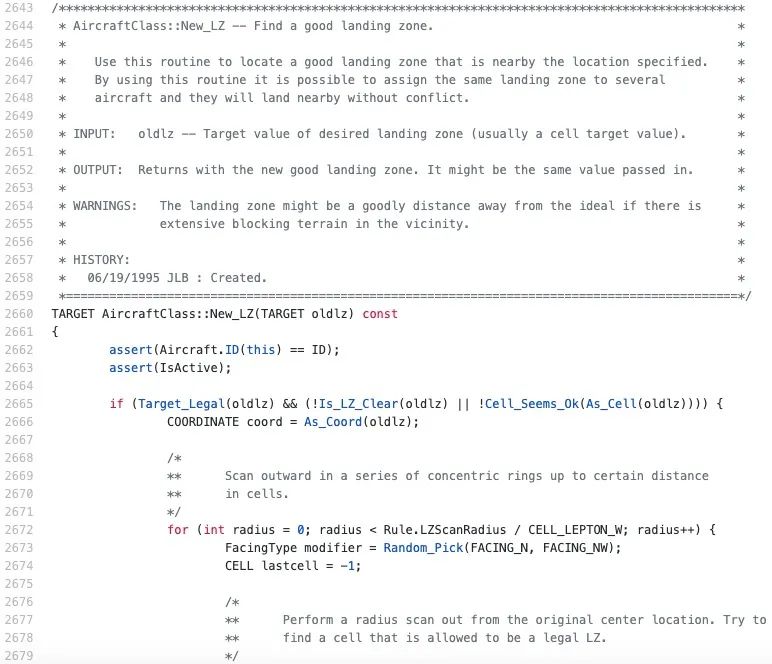 2643 /***********************************************************************************************
2644  * AircraftClass::New_LZ -- Find a good landing zone.                                          *
2645  *                                                                                             *
2646  *    Use this routine to locate a good landing zone that is nearby the location specified.    *
2647  *    By using this routine it is possible to assign the same landing zone to several          *
2648  *    aircraft and they will land nearby without conflict.                                     *
2649  *                                                                                             *
2650  * INPUT:   oldlz -- Target value of desired landing zone (usually a cell target value).       *
2651  *                                                                                             *
2652  * OUTPUT:  Returns with the new good landing zone. It might be the same value passed in.      *
2653  *                                                                                             *
2654  * WARNINGS:   The landing zone might be a goodly distance away from the ideal if there is     *
2655  *             extensive blocking terrain in the vicinity.                                     *
2656  *                                                                                             *
2657  * HISTORY:                                                                                    *
2658  *   06/19/1995 JLB : Created.                                                                 *
2659  *=============================================================================================*/
2660 TARGET AircraftClass::New_LZ(TARGET oldlz) const
2661 {
2662         assert(Aircraft.ID(this) == ID);
2663         assert(IsActive);
2664
2665         if (Target_Legal(oldlz) && (!Is_LZ_Clear(oldlz) || !Cell_Seems_Ok(As_Cell(oldlz)))) {
2666                 COORDINATE coord = As_Coord(oldlz);
2667
2668                 /*
2669                 **      Scan outward in a series of concentric rings up to certain distance
2670                 **      in cells.
2671                 */
2672                 for (int radius = 0; radius < Rule.LZScanRadius / CELL_LEPTON_W; radius++) {
2673                         FacingType modifier = Random_Pick(FACING_N, FACING_NW);
2674                         CELL lastcell = -1;
2675
2676                         /*
2677                         **      Perform a radius scan out from the original center location. Try to
2678                         **      find a cell that is allowed to be a legal LZ.
2679                         */